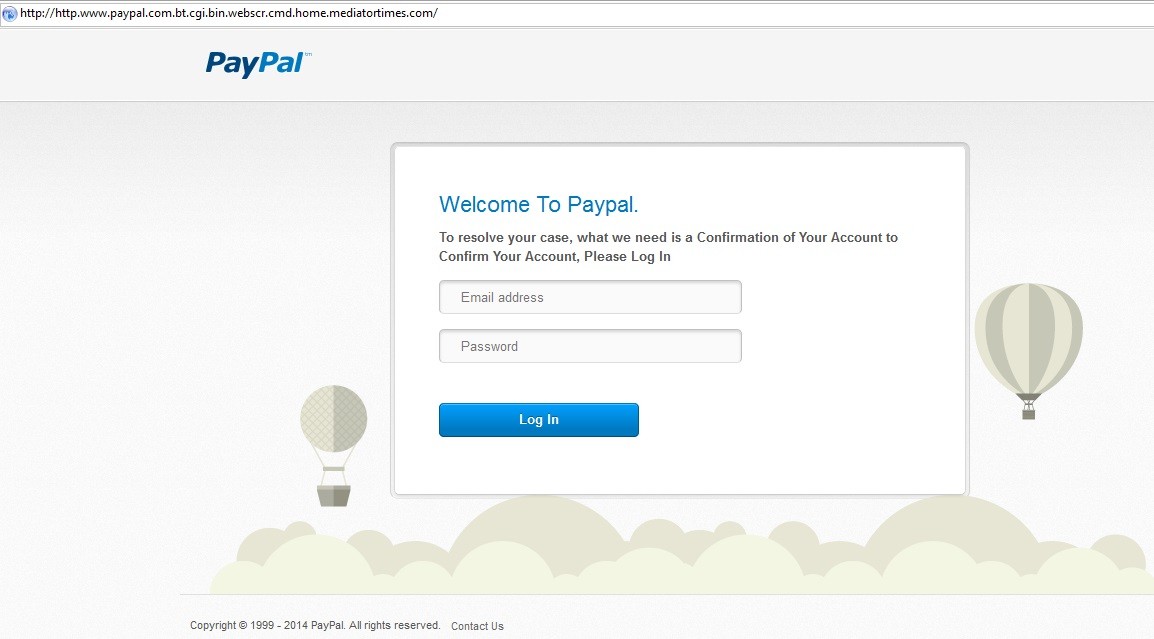 http://http.www.paypal.com.bt.cgi.bin.webscr.cmd.home.mediatortimes.com/
PayPal™
Welcome To Paypal.
To resolve your case, what we need is a Confirmation of Your Account to
Confirm Your Account, Please Log In
Email address
Password
Log In
Copyright © 1999 - 2014 PayPal. All rights reserved. Contact Us